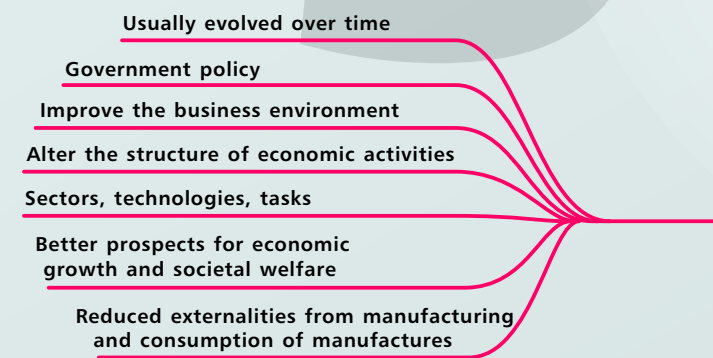 Usually evolved over time
Government policy
Improve the business environment
Alter the structure of economic activities
Sectors, technologies, tasks
Better prospects for economic
growth and societal welfare
Reduced externalities from manufacturing
and consumption of manufactures